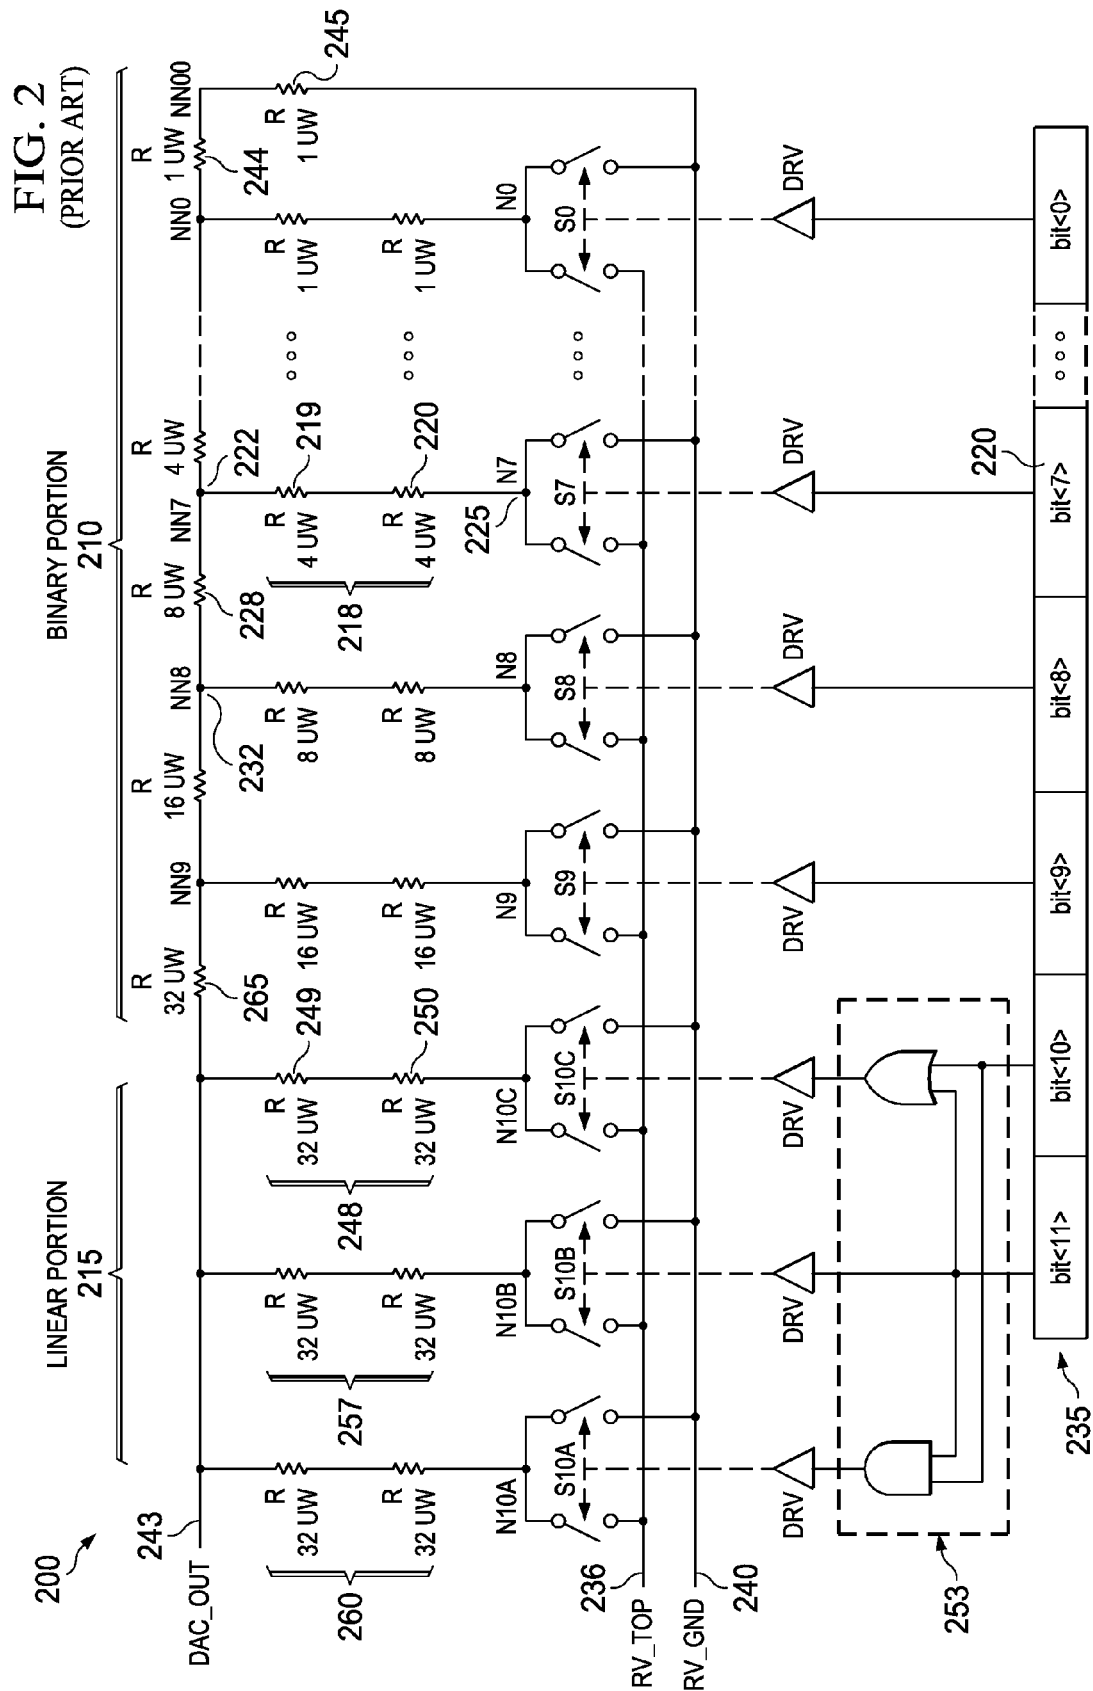 FIG. 2
(PRIOR ART)
200
LINEAR PORTION
215
BINARY PORTION
210
R
32 UW
265
R
16 UW
R
8 UW
228
R
4 UW
R
1 UW
244
DAC_OUT
243
NN9
NN8
232
NN7
222
NN0
NN00
260
R
32 UW
R
32 UW
257
R
32 UW
R
32 UW
248
R
32 UW
249
R
32 UW
250
R
16 UW
R
16 UW
R
8 UW
R
8 UW
218
R
4 UW
219
R
4 UW
220
R
1 UW
R
1 UW
R
1 UW
245
N10A
N10B
N10C
N9
N8
N7
225
N0
S10A
S10B
S10C
S9
S8
S7
S0
236
RV_TOP
RV_GND
240
DRV
DRV
DRV
DRV
DRV
DRV
DRV
253
235
bit<11>
bit<10>
bit<9>
bit<8>
bit<7>
220
bit<0>